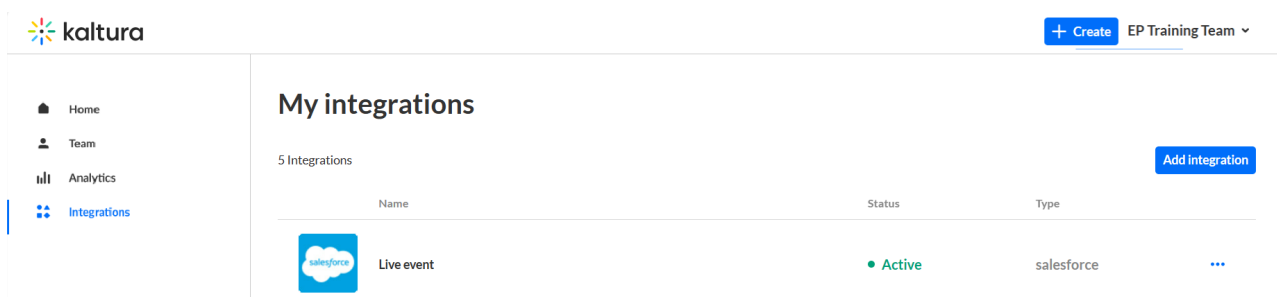 kaltura
+ Create
EP Training Team
Home
Team
Analytics
Integrations
My integrations
5 Integrations
Add integration
Name Status Type
salesforce Live event Active salesforce